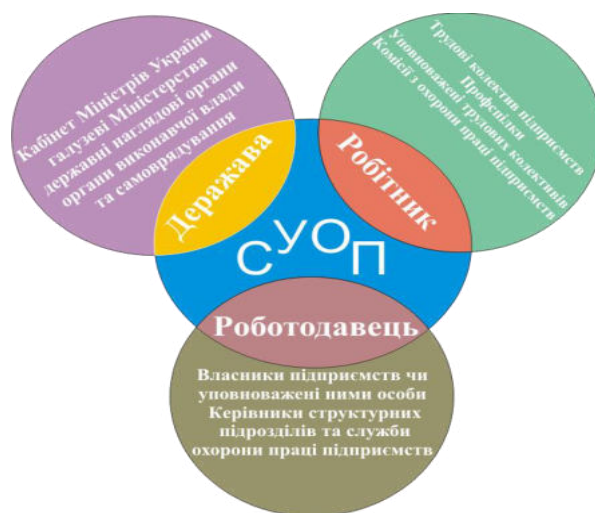 Кабінет Міністрів України
галузеві Міністерства
державні наглядові органи
органи виконавчої влади
та самоврядування
Деражава
Трудові колектив підприємств
Профспілки
Уповноважені трудових колективів
Комісії з охорони праці підприємств
Робітник
СУОП
Роботодавець
Власники підприємств чи
уповноважені ними особи
Керівники структурних
підрозділів та служби
охорони праці підприємств